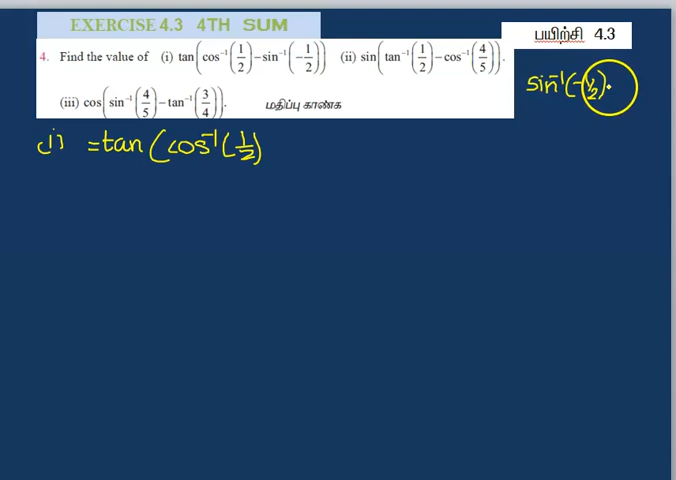 EXERCISE 4.3 4TH SUM
பயிற்சி 4.3
4. Find the value of (i) tan(cos⁻¹(1/2) − sin⁻¹(−1/2)) (ii) sin(tan⁻¹(1/2) − cos⁻¹(4/5)).
(iii) cos(sin⁻¹(4/5) − tan⁻¹(3/4)). மதிப்பு காண்க
sin⁻¹(−1/2)
(i) = tan (cos⁻¹(1/2)